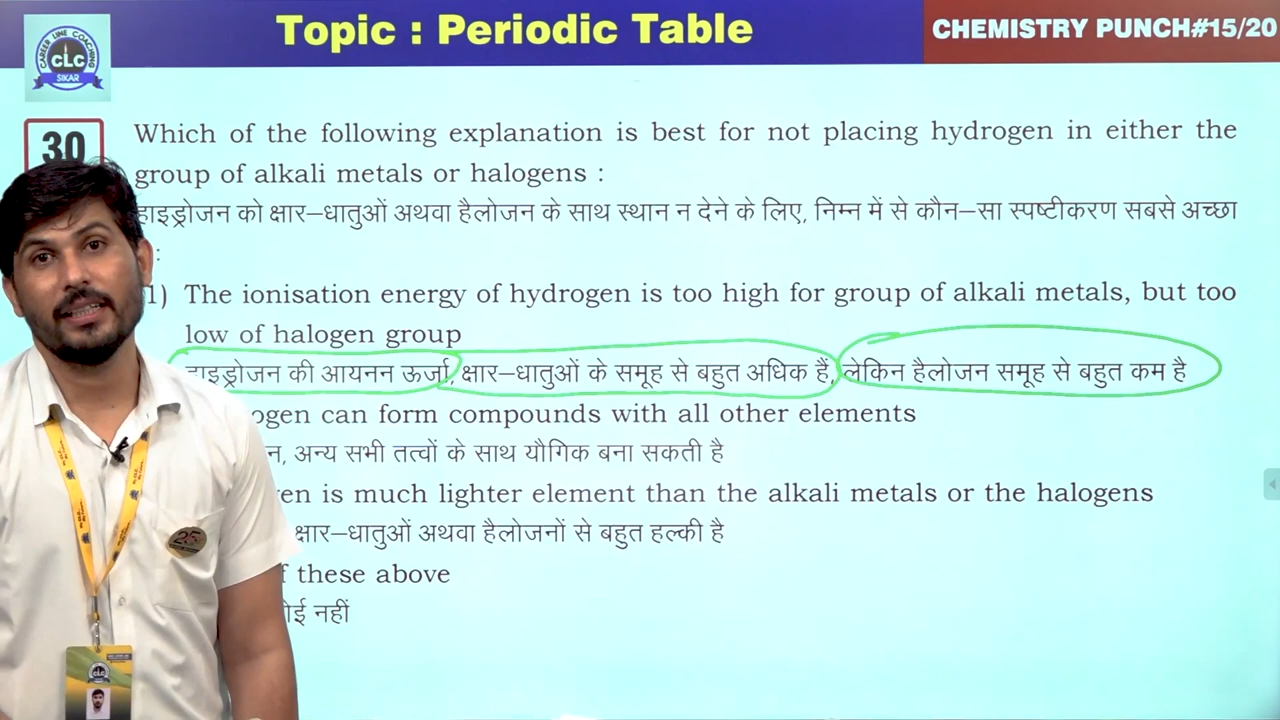 Topic : Periodic Table
CHEMISTRY PUNCH#15/20
CAREER LINE COACHING
CLC
SIKAR
30
Which of the following explanation is best for not placing hydrogen in either the
group of alkali metals or halogens :
हाइड्रोजन को क्षार–धातुओं अथवा हैलोजन के साथ स्थान न देने के लिए, निम्न में से कौन–सा स्पष्टीकरण सबसे अच्छा
:
1) The ionisation energy of hydrogen is too high for group of alkali metals, but too
low of halogen group
हाइड्रोजन की आयनन ऊर्जा, क्षार–धातुओं के समूह से बहुत अधिक हैं, लेकिन हैलोजन समूह से बहुत कम है
ogen can form compounds with all other elements
न, अन्य सभी तत्वों के साथ यौगिक बना सकती है
en is much lighter element than the alkali metals or the halogens
क्षार–धातुओं अथवा हैलोजनों से बहुत हल्की है
f these above
ोई नहीं
25
CLC